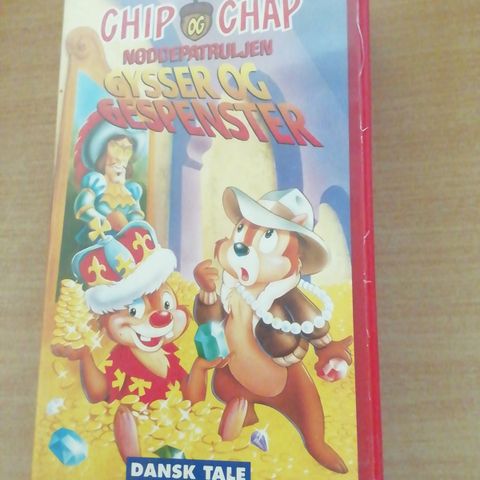 CHIP OG CHAP
NØDDEPATRULJEN
GYSSER OG
GESPENSTER
DANSK TALE